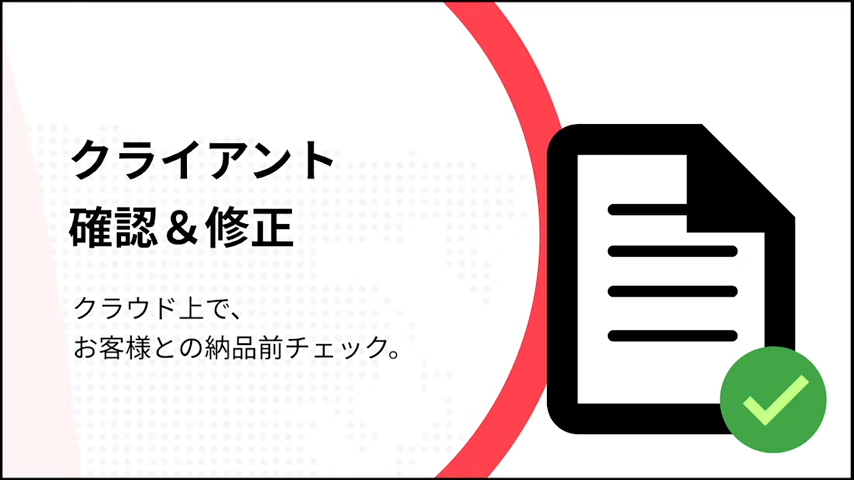 クライアント
確認＆修正
クラウド上で、
お客様との納品前チェック。